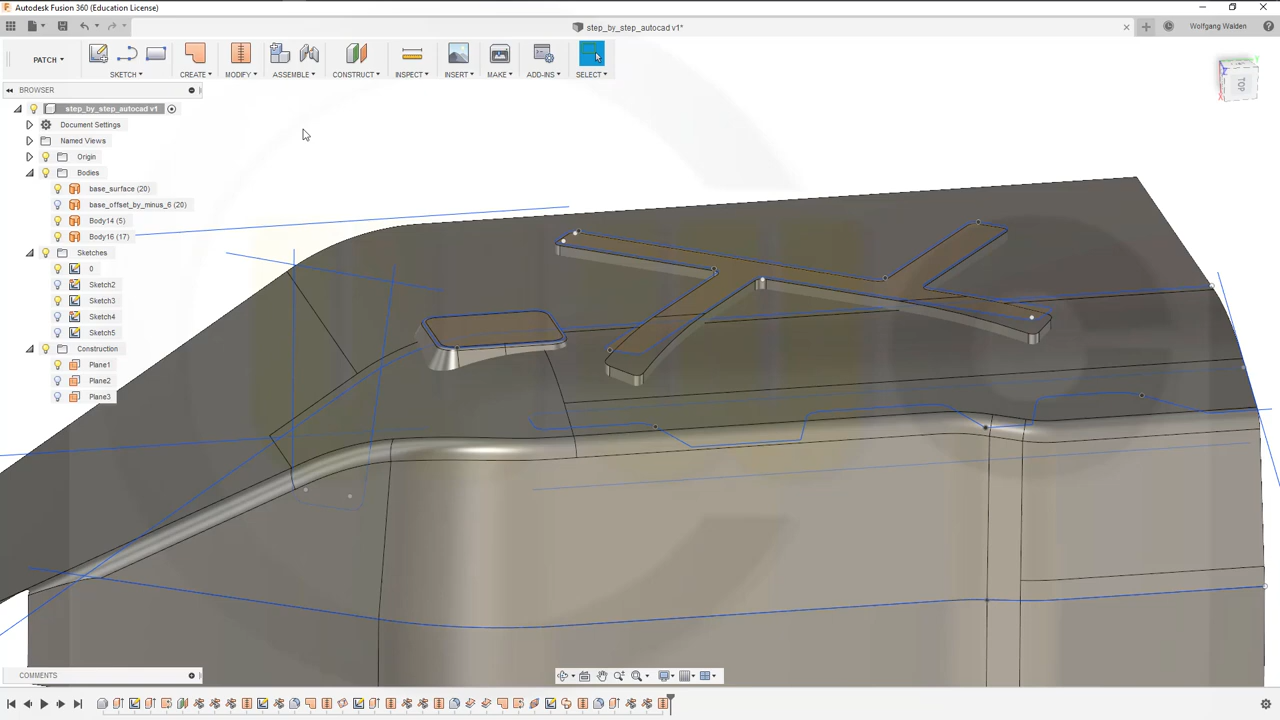 Autodesk Fusion 360 (Education License)
step_by_step_autocad v1*
Wolfgang Walden
PATCH
SKETCH
CREATE
MODIFY
ASSEMBLE
CONSTRUCT
INSPECT
INSERT
MAKE
ADD-INS
SELECT
BROWSER
TOP
step_by_step_autocad v1
Document Settings
Named Views
Origin
Bodies
base_surface (20)
base_offset_by_minus_6 (20)
Body14 (5)
Body16 (17)
Sketches
0
Sketch2
Sketch3
Sketch4
Sketch5
Construction
Plane1
Plane2
Plane3
COMMENTS